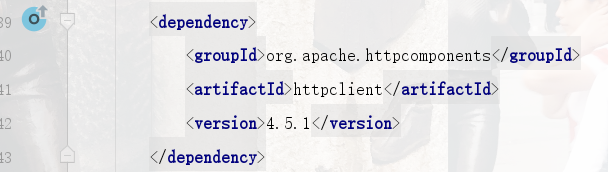 39 <dependency>
40 <groupId>org.apache.httpcomponents</groupId>
41 <artifactId>httpclient</artifactId>
42 <version>4.5.1</version>
43 </dependency>